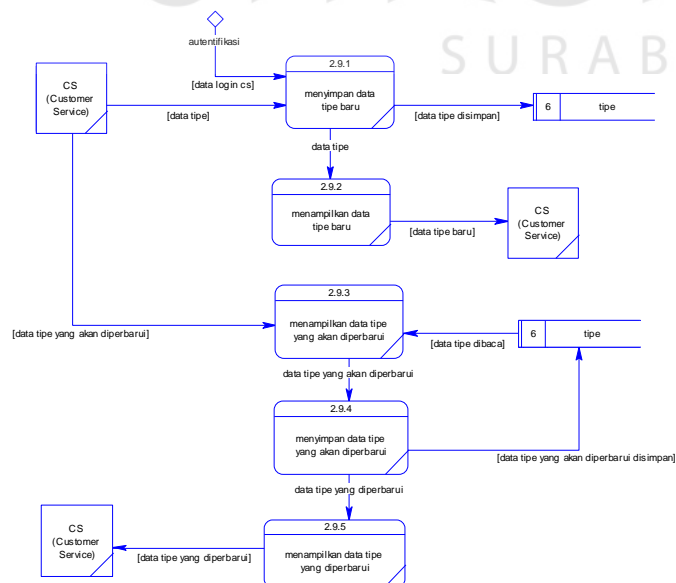 SURAB
autentifikasi
[data login cs]
CS
(Customer
Service)
[data tipe]
2.9.1
menyimpan data
tipe baru
[data tipe disimpan]
6 tipe
data tipe
2.9.2
menampilkan data
tipe baru
[data tipe baru]
CS
(Customer
Service)
2.9.3
menampilkan data tipe
yang akan diperbarui
[data tipe yang akan diperbarui]
[data tipe dibaca]
6 tipe
data tipe yang akan diperbarui
2.9.4
menyimpan data tipe
yang akan diperbarui
[data tipe yang akan diperbarui disimpan]
data tipe yang diperbarui
2.9.5
menampilkan data tipe
yang diperbarui
[data tipe yang diperbarui]
CS
(Customer
Service)